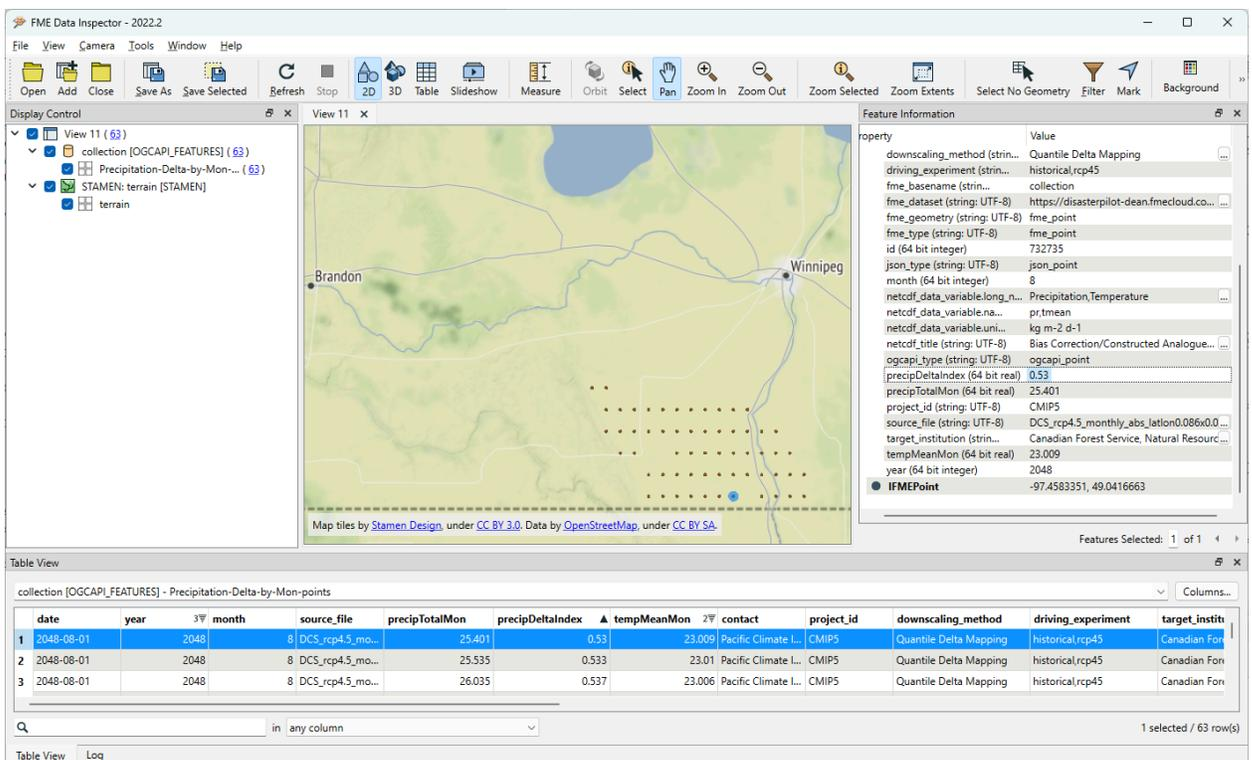 FME Data Inspector - 2022.2
File View Camera Tools Window Help
Open Add Close Save As Save Selected Refresh Stop 2D 3D Table Slideshow Measure Orbit Select Pan Zoom In Zoom Out Zoom Selected Zoom Extents Select No Geometry Filter Mark Background
Display Control
View 11 (63)
collection [OGCAPI_FEATURES] (63)
Precipitation-Delta-by-Mon-... (63)
STAMEN: terrain [STAMEN]
terrain
View 11
Brandon
Winnipeg
Map tiles by Stamen Design, under CC BY 3.0. Data by OpenStreetMap, under CC BY SA.
Feature Information
roperty Value
downscaling_method (strin... Quantile Delta Mapping ...
driving_experiment (strin... historical,rcp45
fme_basename (strin... collection
fme_dataset (string: UTF-8) https://disasterpilot-dean.fmecloud.co... ...
fme_geometry (string: UTF-8) fme_point
fme_type (string: UTF-8) fme_point
id (64 bit integer) 732735
json_type (string: UTF-8) json_point
month (64 bit integer) 8
netcdf_data_variable.long_n... Precipitation,Temperature ...
netcdf_data_variable.na... pr,tmean
netcdf_data_variable.uni... kg m-2 d-1
netcdf_title (string: UTF-8) Bias Correction/Constructed Analogue... ...
ogcapi_type (string: UTF-8) ogcapi_point
precipDeltaIndex (64 bit real) 0.53
precipTotalMon (64 bit real) 25.401
project_id (string: UTF-8) CMIP5
source_file (string: UTF-8) DCS_rcp4.5_monthly_abs_latlon0.086x0.0... ...
target_institution (strin... Canadian Forest Service, Natural Resourc... ...
tempMeanMon (64 bit real) 23.009
year (64 bit integer) 2048
IFMEPoint -97.4583351, 49.0416663
Features Selected: 1 of 1
Table View
collection [OGCAPI_FEATURES] - Precipitation-Delta-by-Mon-points Columns...
date year 3 month source_file precipTotalMon precipDeltaIndex tempMeanMon 2 contact project_id downscaling_method driving_experiment target_institu
1 2048-08-01 2048 8 DCS_rcp4.5_mo... 25.401 0.53 23.009 Pacific Climate I... CMIP5 Quantile Delta Mapping historical,rcp45 Canadian Fore
2 2048-08-01 2048 8 DCS_rcp4.5_mo... 25.535 0.533 23.01 Pacific Climate I... CMIP5 Quantile Delta Mapping historical,rcp45 Canadian Fore
3 2048-08-01 2048 8 DCS_rcp4.5_mo... 26.035 0.537 23.006 Pacific Climate I... CMIP5 Quantile Delta Mapping historical,rcp45 Canadian Fore
in any column 1 selected / 63 row(s)
Table View Log